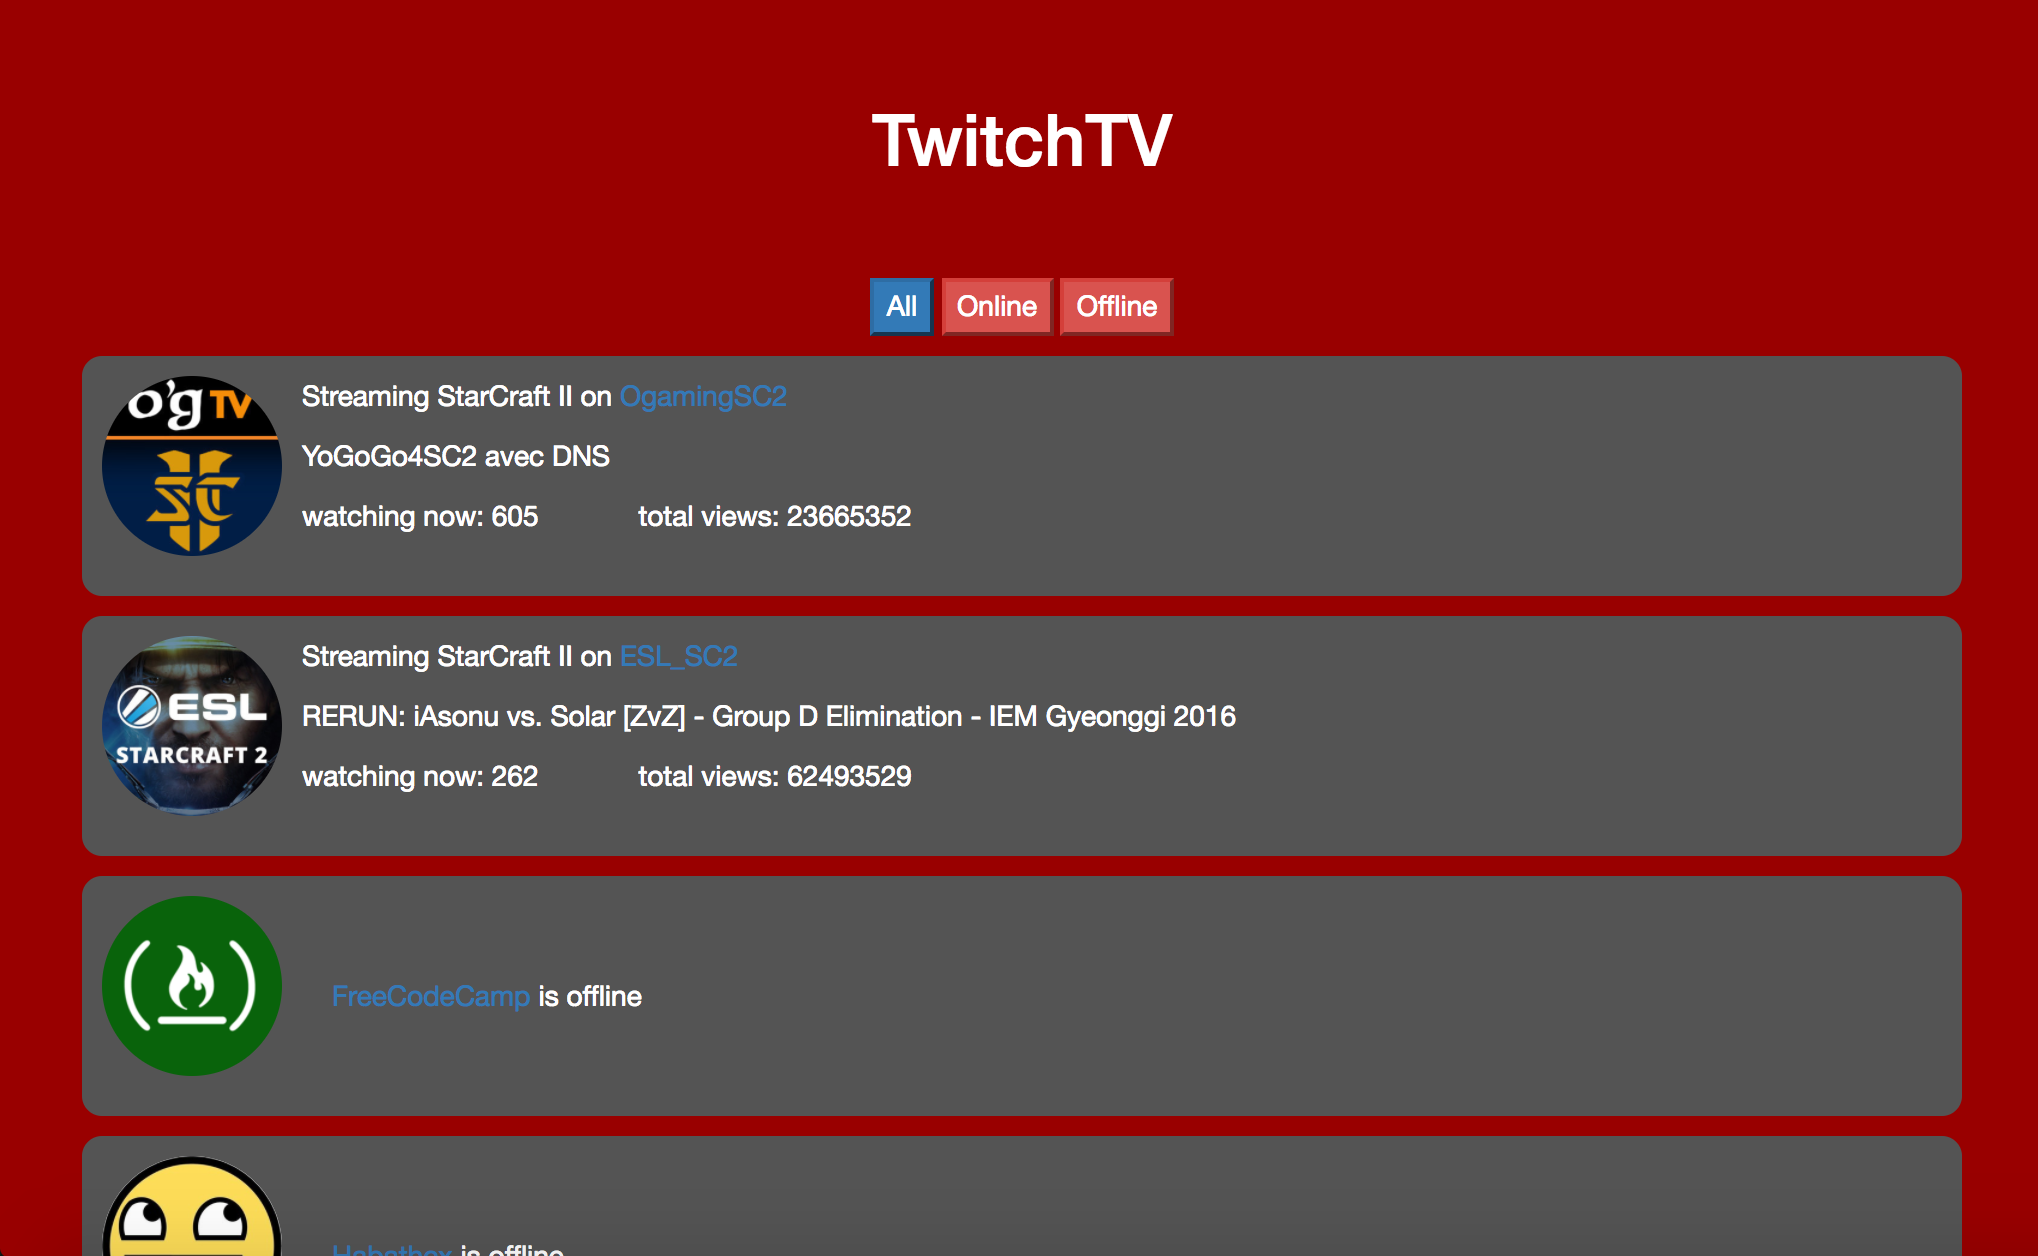 TwitchTV
All Online Offline
o'g TV
SC
Streaming StarCraft II on OgamingSC2
YoGoGo4SC2 avec DNS
watching now: 605 total views: 23665352
ESL
STARCRAFT 2
Streaming StarCraft II on ESL_SC2
RERUN: iAsonu vs. Solar [ZvZ] - Group D Elimination - IEM Gyeonggi 2016
watching now: 262 total views: 62493529
FreeCodeCamp is offline
Habathcx is offline